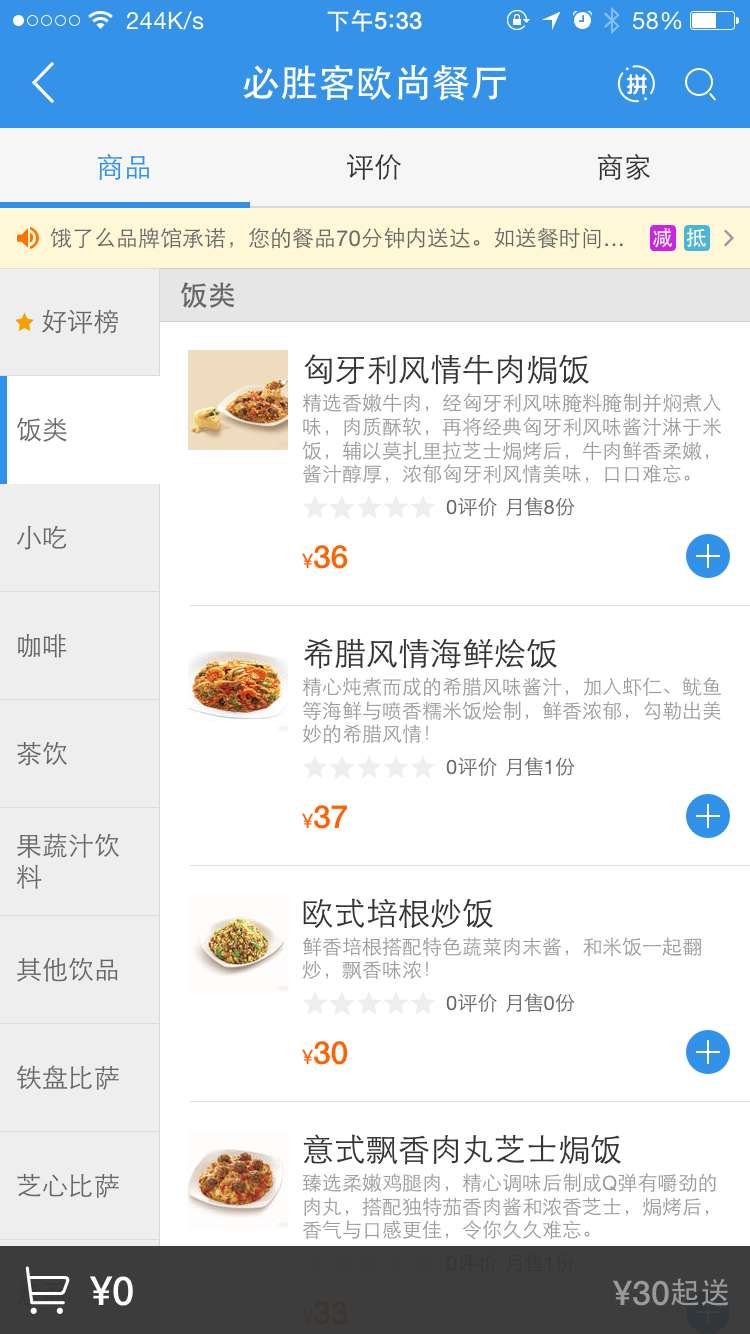 244K/s 下午5:33 58%
必胜客欧尚餐厅 拼
商品 评价 商家
饿了么品牌馆承诺，您的餐品70分钟内送达。如送餐时间... 减 抵
好评榜
饭类
小吃
咖啡
茶饮
果蔬汁饮
料
其他饮品
铁盘比萨
芝心比萨
饭类
匈牙利风情牛肉焗饭
精选香嫩牛肉，经匈牙利风味腌料腌制并焖煮入
味，肉质酥软，再将经典匈牙利风味酱汁淋于米
饭，辅以莫扎里拉芝士焗烤后，牛肉鲜香柔嫩，
酱汁醇厚，浓郁匈牙利风情美味，口口难忘。
0评价 月售8份
¥36
希腊风情海鲜烩饭
精心炖煮而成的希腊风味酱汁，加入虾仁、鱿鱼
等海鲜与喷香糯米饭烩制，鲜香浓郁，勾勒出美
妙的希腊风情！
0评价 月售1份
¥37
欧式培根炒饭
鲜香培根搭配特色蔬菜肉末酱，和米饭一起翻
炒，飘香味浓！
0评价 月售0份
¥30
意式飘香肉丸芝士焗饭
臻选柔嫩鸡腿肉，精心调味后制成Q弹有嚼劲的
肉丸，搭配独特茄香肉酱和浓香芝士，焗烤后，
香气与口感更佳，令你久久难忘。
0评价 月售1份
¥33
¥0 ¥30起送